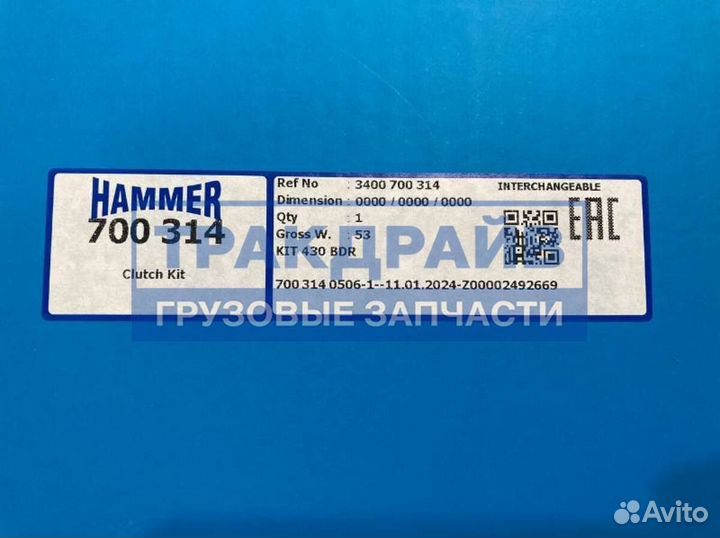 HAMMER
700 314
Clutch Kit
Ref No : 3400 700 314 INTERCHANGEABLE
Dimension : 0000 / 0000 / 0000
Qty : 1
Gross W. : 53
KIT 430 BDR
EAC
700 314 0506-1--11.01.2024-Z00002492669
ТРАКДРАЙВ
ГРУЗОВЫЕ ЗАПЧАСТИ
Avito